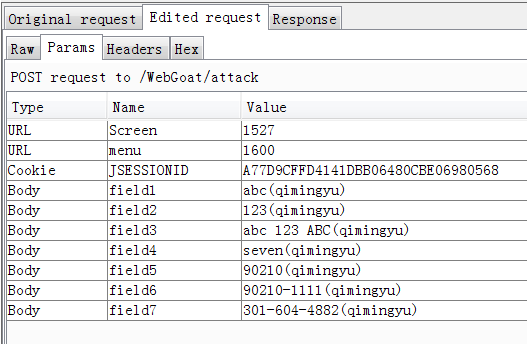 Original request Edited request Response
Raw Params Headers Hex
POST request to /WebGoat/attack
Type Name Value
URL Screen 1527
URL menu 1600
Cookie JSESSIONID A77D9CFFD4141DBB06480CBE06980568
Body field1 abc(qimingyu)
Body field2 123(qimingyu)
Body field3 abc 123 ABC(qimingyu)
Body field4 seven(qimingyu)
Body field5 90210(qimingyu)
Body field6 90210-1111(qimingyu)
Body field7 301-604-4882(qimingyu)